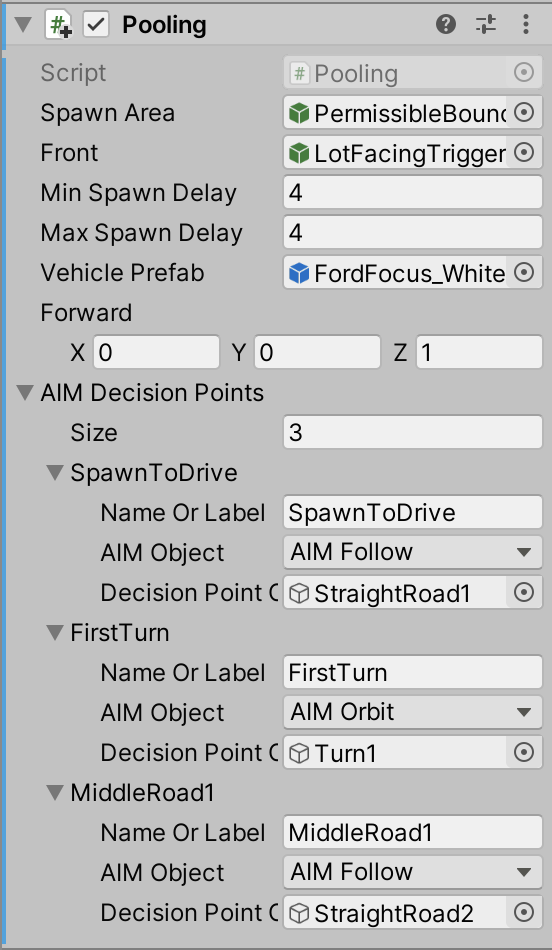 Pooling
Script # Pooling
Spawn Area PermissibleBound
Front LotFacingTrigger
Min Spawn Delay 4
Max Spawn Delay 4
Vehicle Prefab FordFocus_White
Forward
X 0 Y 0 Z 1
AIM Decision Points
Size 3
SpawnToDrive
Name Or Label SpawnToDrive
AIM Object AIM Follow
Decision Point C StraightRoad1
FirstTurn
Name Or Label FirstTurn
AIM Object AIM Orbit
Decision Point C Turn1
MiddleRoad1
Name Or Label MiddleRoad1
AIM Object AIM Follow
Decision Point C StraightRoad2